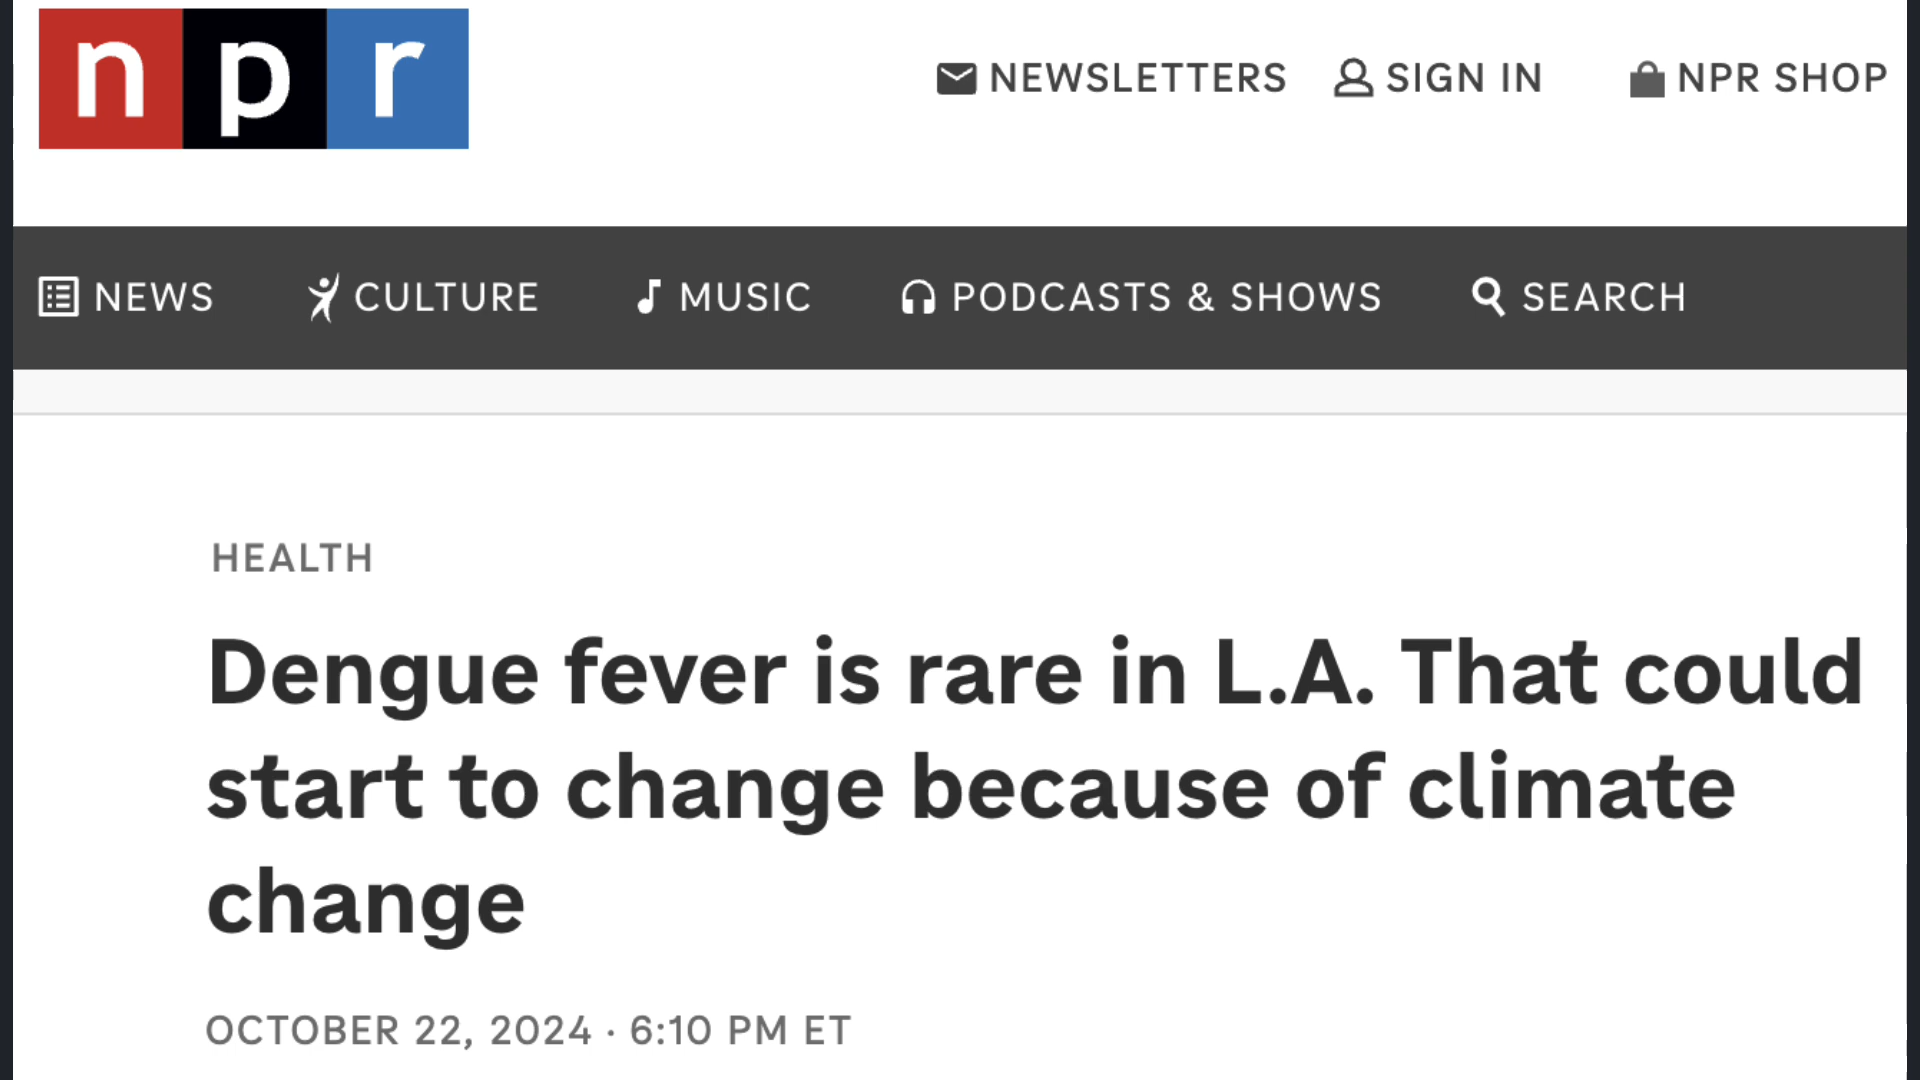 npr
NEWSLETTERS SIGN IN NPR SHOP
NEWS CULTURE MUSIC PODCASTS & SHOWS SEARCH
HEALTH
Dengue fever is rare in L.A. That could
start to change because of climate
change
OCTOBER 22, 2024 · 6:10 PM ET